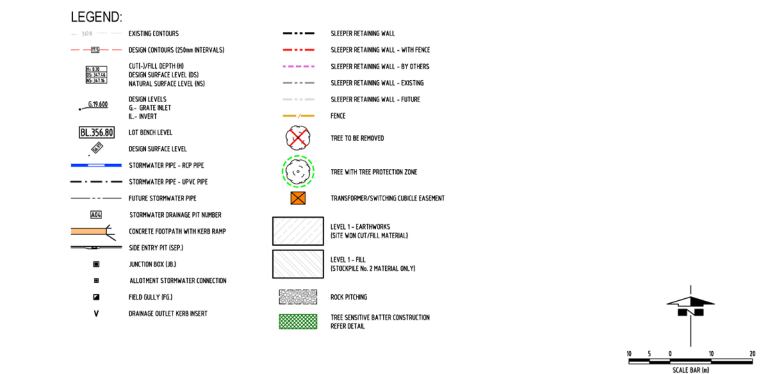 LEGEND:
EXISTING CONTOURS
DESIGN CONTOURS (250mm INTERVALS)
CUT(-)/FILL DEPTH (H)
DESIGN SURFACE LEVEL (DS)
NATURAL SURFACE LEVEL (NS)
DESIGN LEVELS
G.19.600
G.- GRATE INLET
IL.- INVERT
BL.356.80
LOT BENCH LEVEL
DESIGN SURFACE LEVEL
STORMWATER PIPE - RCP PIPE
STORMWATER PIPE - UPVC PIPE
FUTURE STORMWATER PIPE
A04
STORMWATER DRAINAGE PIT NUMBER
CONCRETE FOOTPATH WITH KERB RAMP
SIDE ENTRY PIT (SEP.)
JUNCTION BOX (JB.)
ALLOTMENT STORMWATER CONNECTION
FIELD GULLY (FG.)
V
DRAINAGE OUTLET KERB INSERT
SLEEPER RETAINING WALL
SLEEPER RETAINING WALL - WITH FENCE
SLEEPER RETAINING WALL - BY OTHERS
SLEEPER RETAINING WALL - EXISTING
SLEEPER RETAINING WALL - FUTURE
FENCE
TREE TO BE REMOVED
TREE WITH TREE PROTECTION ZONE
TRANSFORMER/SWITCHING CUBICLE EASEMENT
LEVEL 1 - EARTHWORKS
(SITE WON CUT/FILL MATERIAL)
LEVEL 1 - FILL
(STOCKPILE No. 2 MATERIAL ONLY)
ROCK PITCHING
TREE SENSITIVE BATTER CONSTRUCTION
REFER DETAIL
N
10 5 0 10 20
SCALE BAR (m)